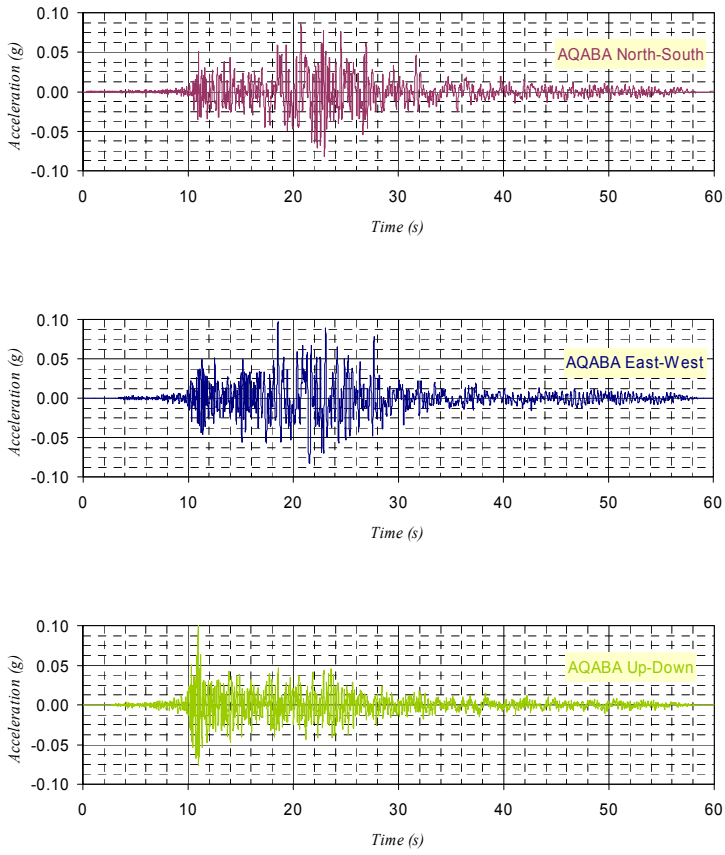 Acceleration (g)
0.10
0.05
0.00
-0.05
-0.10
AQABA North-South
0 10 20 30 40 50 60
Time (s)
Acceleration (g)
0.10
0.05
0.00
-0.05
-0.10
AQABA East-West
0 10 20 30 40 50 60
Time (s)
Acceleration (g)
0.10
0.05
0.00
-0.05
-0.10
AQABA Up-Down
0 10 20 30 40 50 60
Time (s)